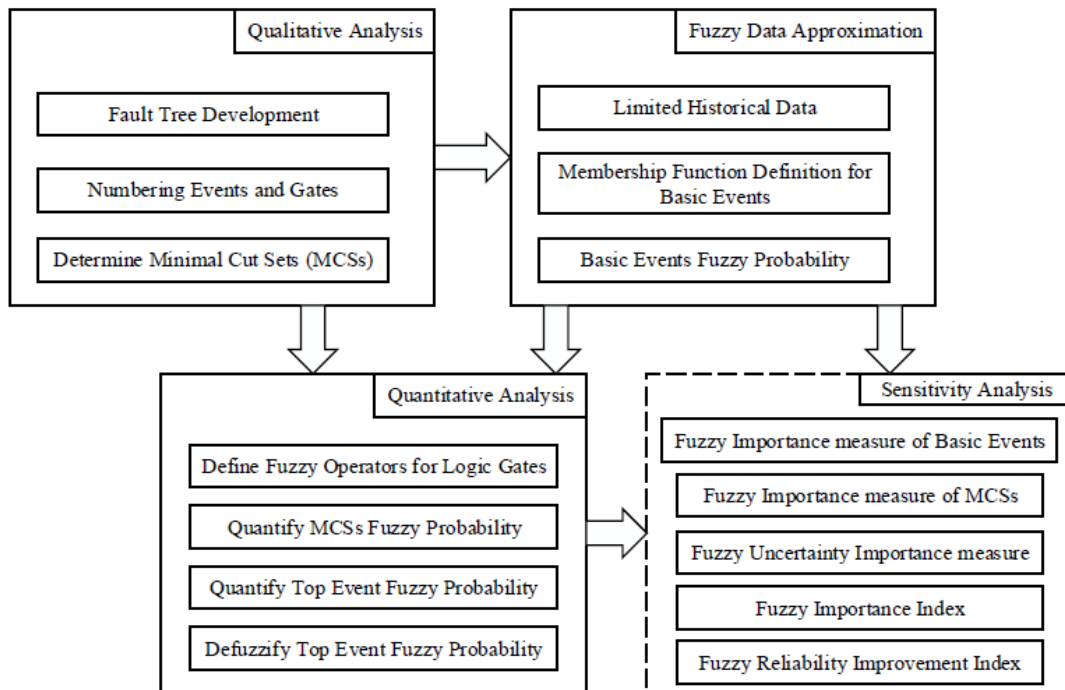 Qualitative Analysis
Fault Tree Development
Numbering Events and Gates
Determine Minimal Cut Sets (MCSs)
Fuzzy Data Approximation
Limited Historical Data
Membership Function Definition for
Basic Events
Basic Events Fuzzy Probability
Quantitative Analysis
Define Fuzzy Operators for Logic Gates
Quantify MCSs Fuzzy Probability
Quantify Top Event Fuzzy Probability
Defuzzify Top Event Fuzzy Probability
Sensitivity Analysis
Fuzzy Importance measure of Basic Events
Fuzzy Importance measure of MCSs
Fuzzy Uncertainty Importance measure
Fuzzy Importance Index
Fuzzy Reliability Improvement Index